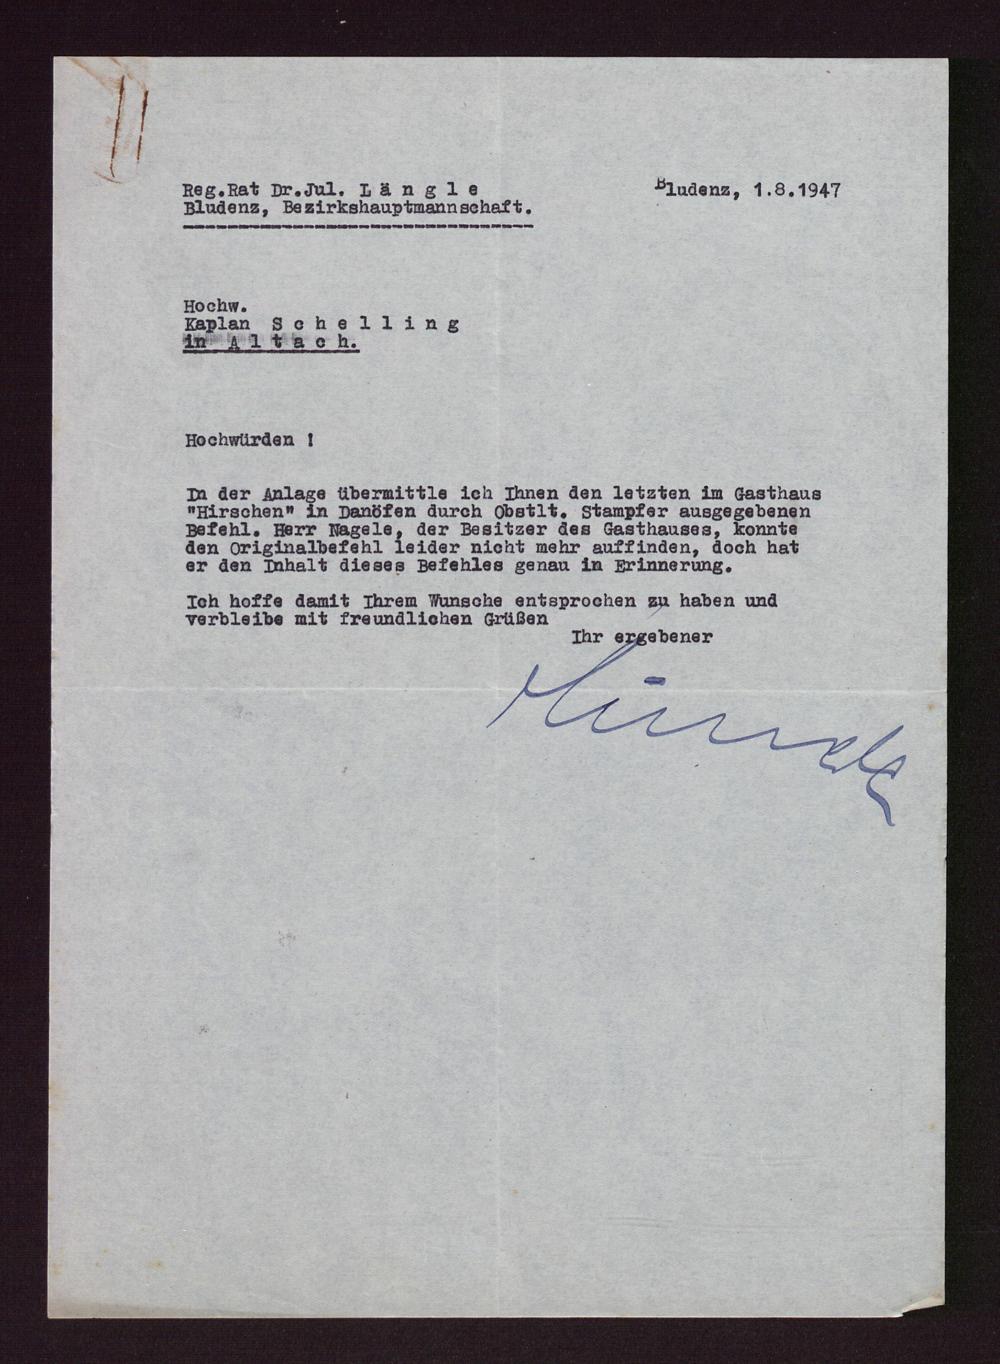 Reg.Rat Dr.Jul. L ä n g l e
Bludenz, 1.8.1947
Bludenz, Bezirkshauptmannschaft.
Hochw.
Kaplan S c h e l l i n g
in A l t a c h.
Hochwürden !
In der Anlage übermittle ich Ihnen den letzten im Gasthaus
"Hirschen" in Danöfen durch Obstlt. Stampfer ausgegebenen
Befehl. Herr Nagele, der Besitzer des Gasthauses, konnte
den Originalbefehl leider nicht mehr auffinden, doch hat
er den Inhalt dieses Befehles genau in Erinnerung.
Ich hoffe damit Ihrem Wunsche entsprochen zu haben und
verbleibe mit freundlichen Grüßen
Ihr ergebener